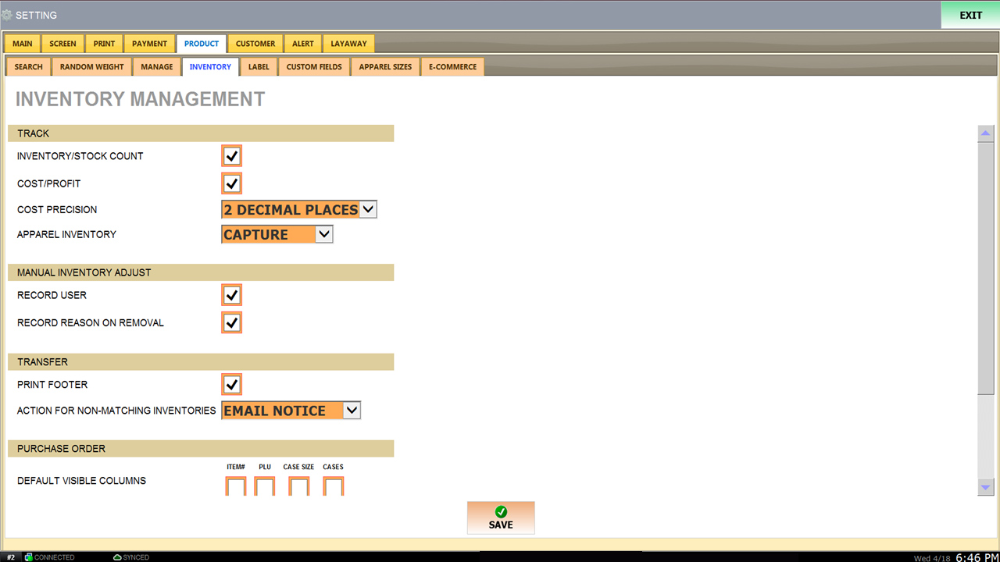 SETTING
EXIT
MAIN SCREEN PRINT PAYMENT PRODUCT CUSTOMER ALERT LAYAWAY
SEARCH RANDOM WEIGHT MANAGE INVENTORY LABEL CUSTOM FIELDS APPAREL SIZES E-COMMERCE
INVENTORY MANAGEMENT
TRACK
INVENTORY/STOCK COUNT
COST/PROFIT
COST PRECISION 2 DECIMAL PLACES
APPAREL INVENTORY CAPTURE
MANUAL INVENTORY ADJUST
RECORD USER
RECORD REASON ON REMOVAL
TRANSFER
PRINT FOOTER
ACTION FOR NON-MATCHING INVENTORIES EMAIL NOTICE
PURCHASE ORDER
ITEM# PLU CASE SIZE CASES
DEFAULT VISIBLE COLUMNS
SAVE
#2 CONNECTED SYNCED Wed 4/18 6:46 PM